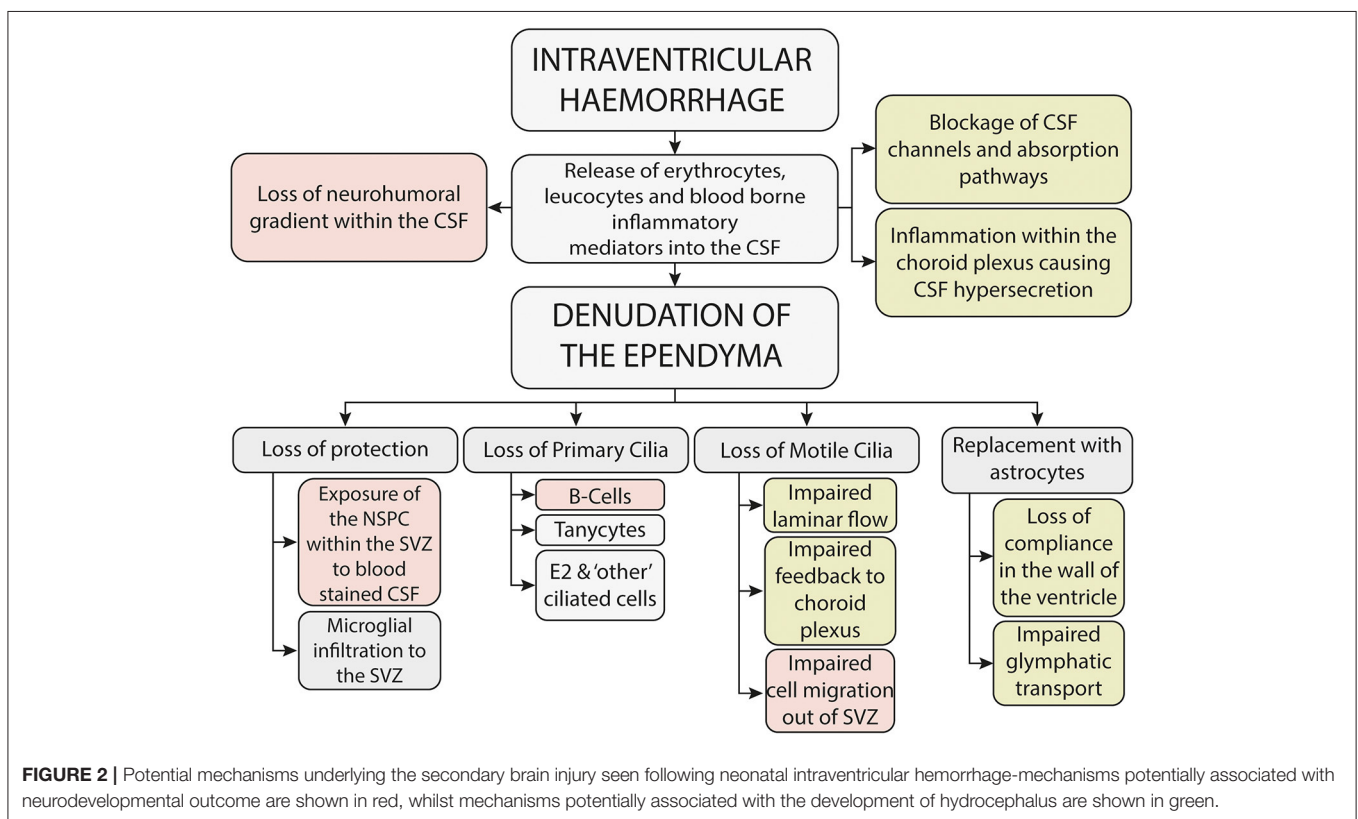 INTRAVENTRICULAR
HAEMORRHAGE
Release of erythrocytes,
leucocytes and blood borne
inflammatory
mediators into the CSF
Loss of neurohumoral
gradient within the CSF
Blockage of CSF
channels and absorption
pathways
Inflammation within the
choroid plexus causing
CSF hypersecretion
DENUDATION OF
THE EPENDYMA
Loss of protection
Exposure of
the NSPC
within the SVZ
to blood
stained CSF
Microglial
infiltration to
the SVZ
Loss of Primary Cilia
B-Cells
Tanycytes
E2 & ‘other’
ciliated cells
Loss of Motile Cilia
Impaired
laminar flow
Impaired
feedback to
choroid
plexus
Impaired
cell migration
out of SVZ
Replacement with
astrocytes
Loss of
compliance
in the wall of
the ventricle
Impaired
glymphatic
transport
FIGURE 2 | Potential mechanisms underlying the secondary brain injury seen following neonatal intraventricular hemorrhage-mechanisms potentially associated with
neurodevelopmental outcome are shown in red, whilst mechanisms potentially associated with the development of hydrocephalus are shown in green.